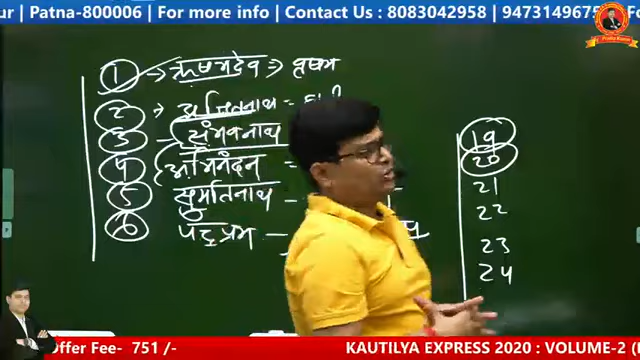 ur | Patna-800006 | For more info | Contact Us : 8083042958 | 947314967
1 → ऋषभदेव ⇒ वृषभ
2 → अजितनाथ =
3 - संभवनाथ
4 अभिनंदन =
5 सुमतिनाथ -
6 पद्मप्रभ -
19
20
21
22
23
24
Offer Fee- 751 /-
KAUTILYA EXPRESS 2020 : VOLUME-2 (